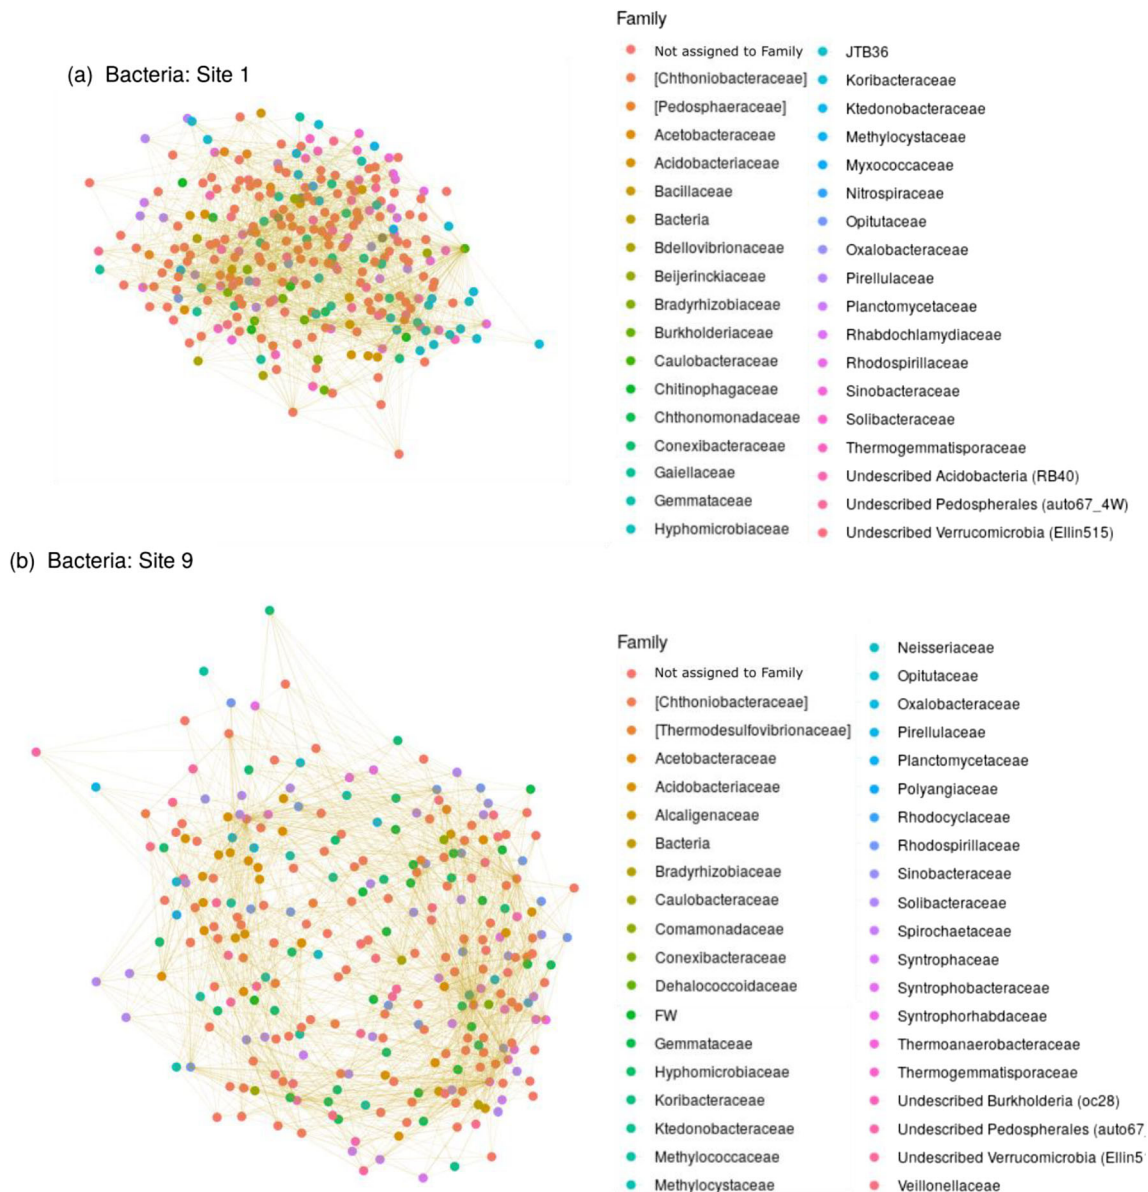 (a) Bacteria: Site 1
Family
Not assigned to Family
[Chthoniobacteraceae]
[Pedosphaeraceae]
Acetobacteraceae
Acidobacteriaceae
Bacillaceae
Bacteria
Bdellovibrionaceae
Beijerinckiaceae
Bradyrhizobiaceae
Burkholderiaceae
Caulobacteraceae
Chitinophagaceae
Chthonomonadaceae
Conexibacteraceae
Gaiellaceae
Gemmataceae
Hyphomicrobiaceae
JTB36
Koribacteraceae
Ktedonobacteraceae
Methylocystaceae
Myxococcaceae
Nitrospiraceae
Opitutaceae
Oxalobacteraceae
Pirellulaceae
Planctomycetaceae
Rhabdochlamydiaceae
Rhodospirillaceae
Sinobacteraceae
Solibacteraceae
Thermogemmatisporaceae
Undescribed Acidobacteria (RB40)
Undescribed Pedospherales (auto67_4W)
Undescribed Verrucomicrobia (Ellin515)
(b) Bacteria: Site 9
Family
Not assigned to Family
[Chthoniobacteraceae]
[Thermodesulfovibrionaceae]
Acetobacteraceae
Acidobacteriaceae
Alcaligenaceae
Bacteria
Bradyrhizobiaceae
Caulobacteraceae
Comamonadaceae
Conexibacteraceae
Dehalococcoidaceae
FW
Gemmataceae
Hyphomicrobiaceae
Koribacteraceae
Ktedonobacteraceae
Methylococcaceae
Methylocystaceae
Neisseriaceae
Opitutaceae
Oxalobacteraceae
Pirellulaceae
Planctomycetaceae
Polyangiaceae
Rhodocyclaceae
Rhodospirillaceae
Sinobacteraceae
Solibacteraceae
Spirochaetaceae
Syntrophaceae
Syntrophobacteraceae
Syntrophorhabdaceae
Thermoanaerobacteraceae
Thermogemmatisporaceae
Undescribed Burkholderia (oc28)
Undescribed Pedospherales (auto67_
Undescribed Verrucomicrobia (Ellin5
Veillonellaceae